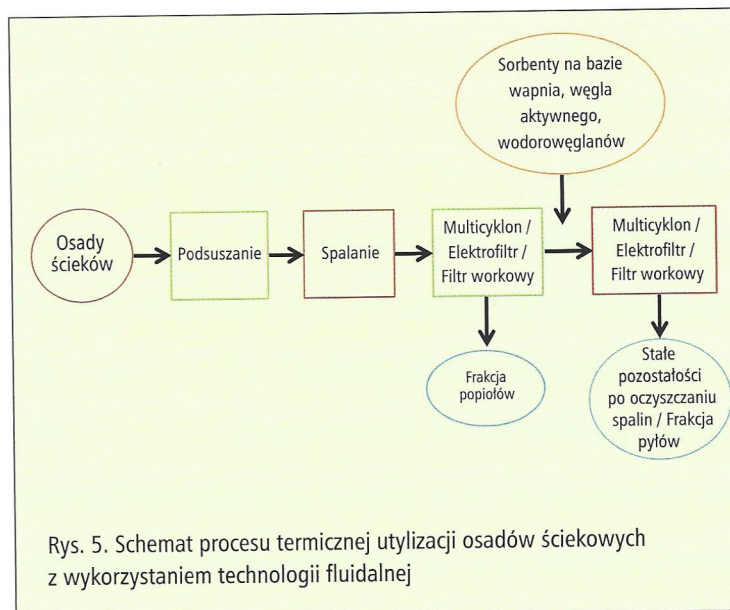 Sorbenty na bazie
wapnia, węgla
aktywnego,
wodorowęglanów
Osady
ścieków
Podsuszanie
Spalanie
Multicyklon /
Elektrofiltr /
Filtr workowy
Multicyklon /
Elektrofiltr /
Filtr workowy
Frakcja
popiołów
Stałe
pozostałości
po oczyszczaniu
spalin / Frakcja
pyłów
Rys. 5. Schemat procesu termicznej utylizacji osadów ściekowych
z wykorzystaniem technologii fluidalnej